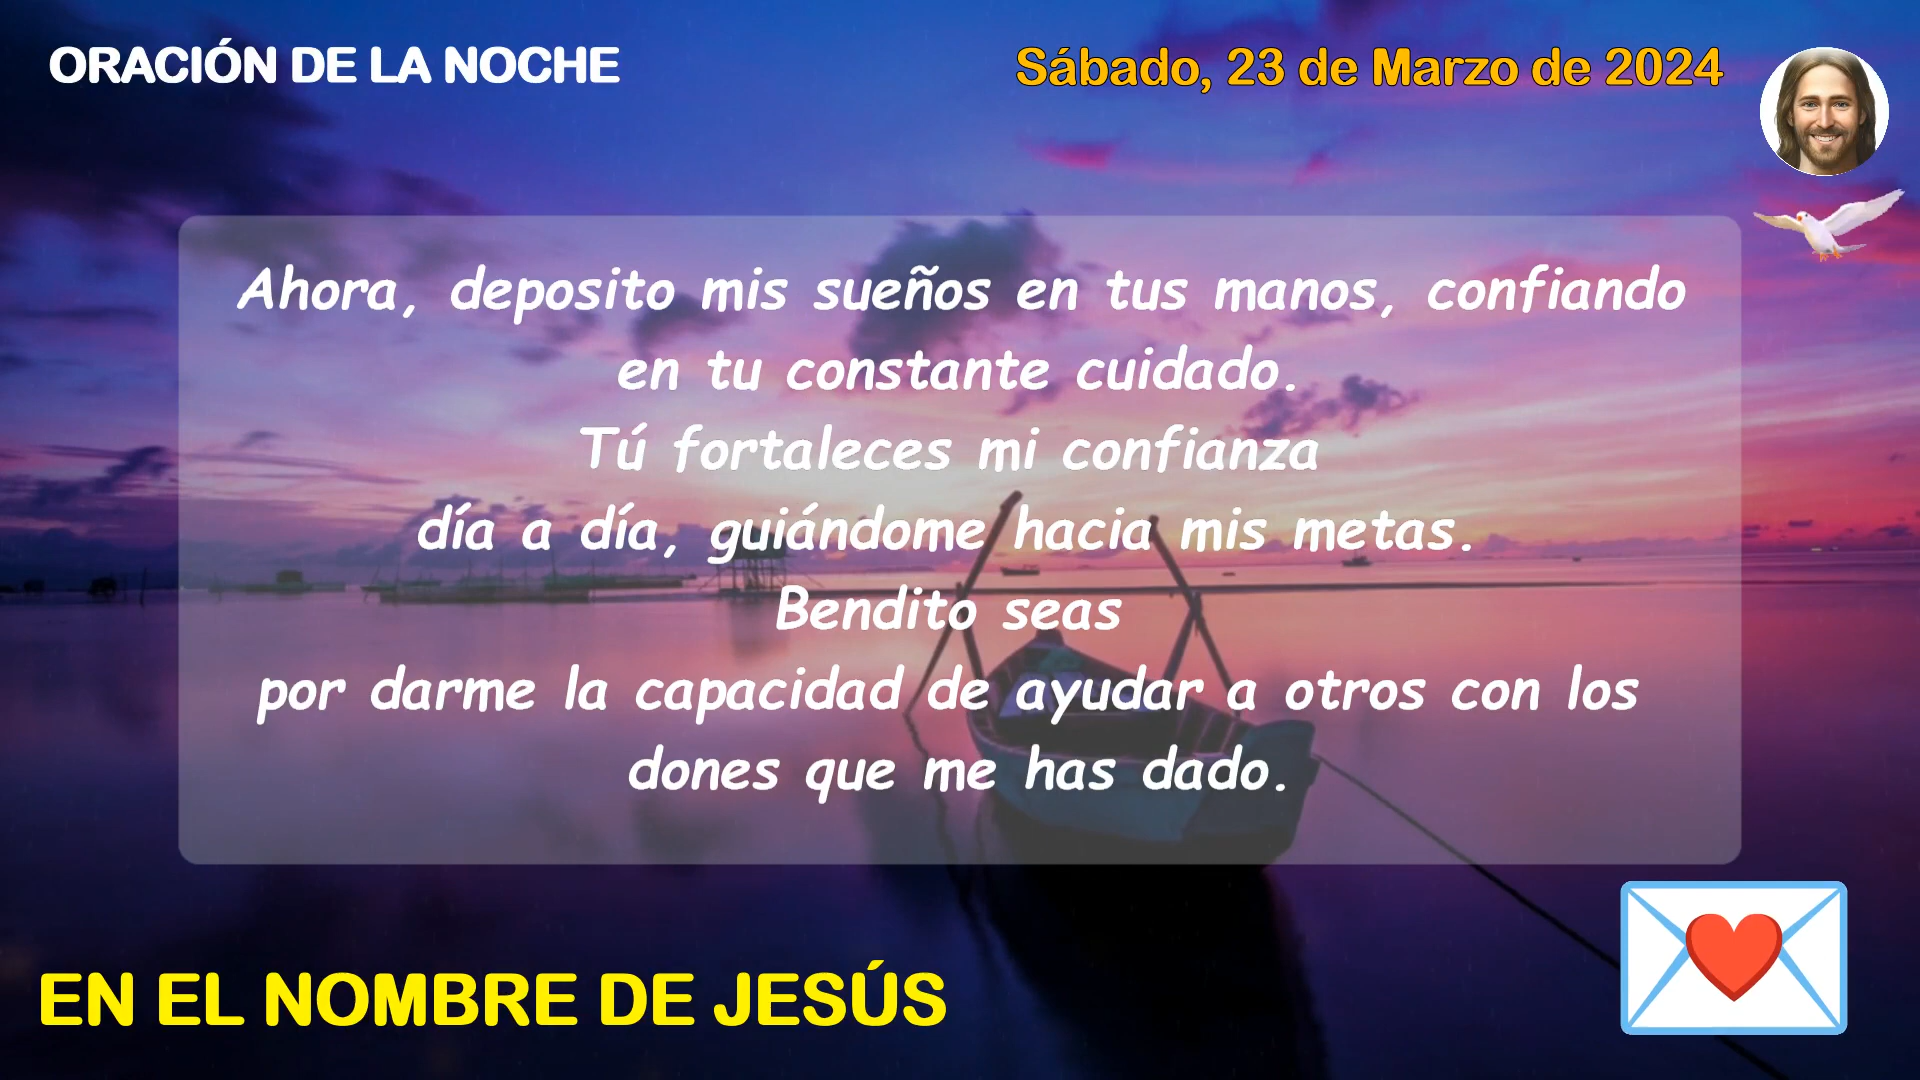 ORACIÓN DE LA NOCHE
Sábado, 23 de Marzo de 2024
Ahora, deposito mis sueños en tus manos, confiando
en tu constante cuidado.
Tú fortaleces mi confianza
día a día, guiándome hacia mis metas.
Bendito seas
por darme la capacidad de ayudar a otros con los
dones que me has dado.
EN EL NOMBRE DE JESÚS